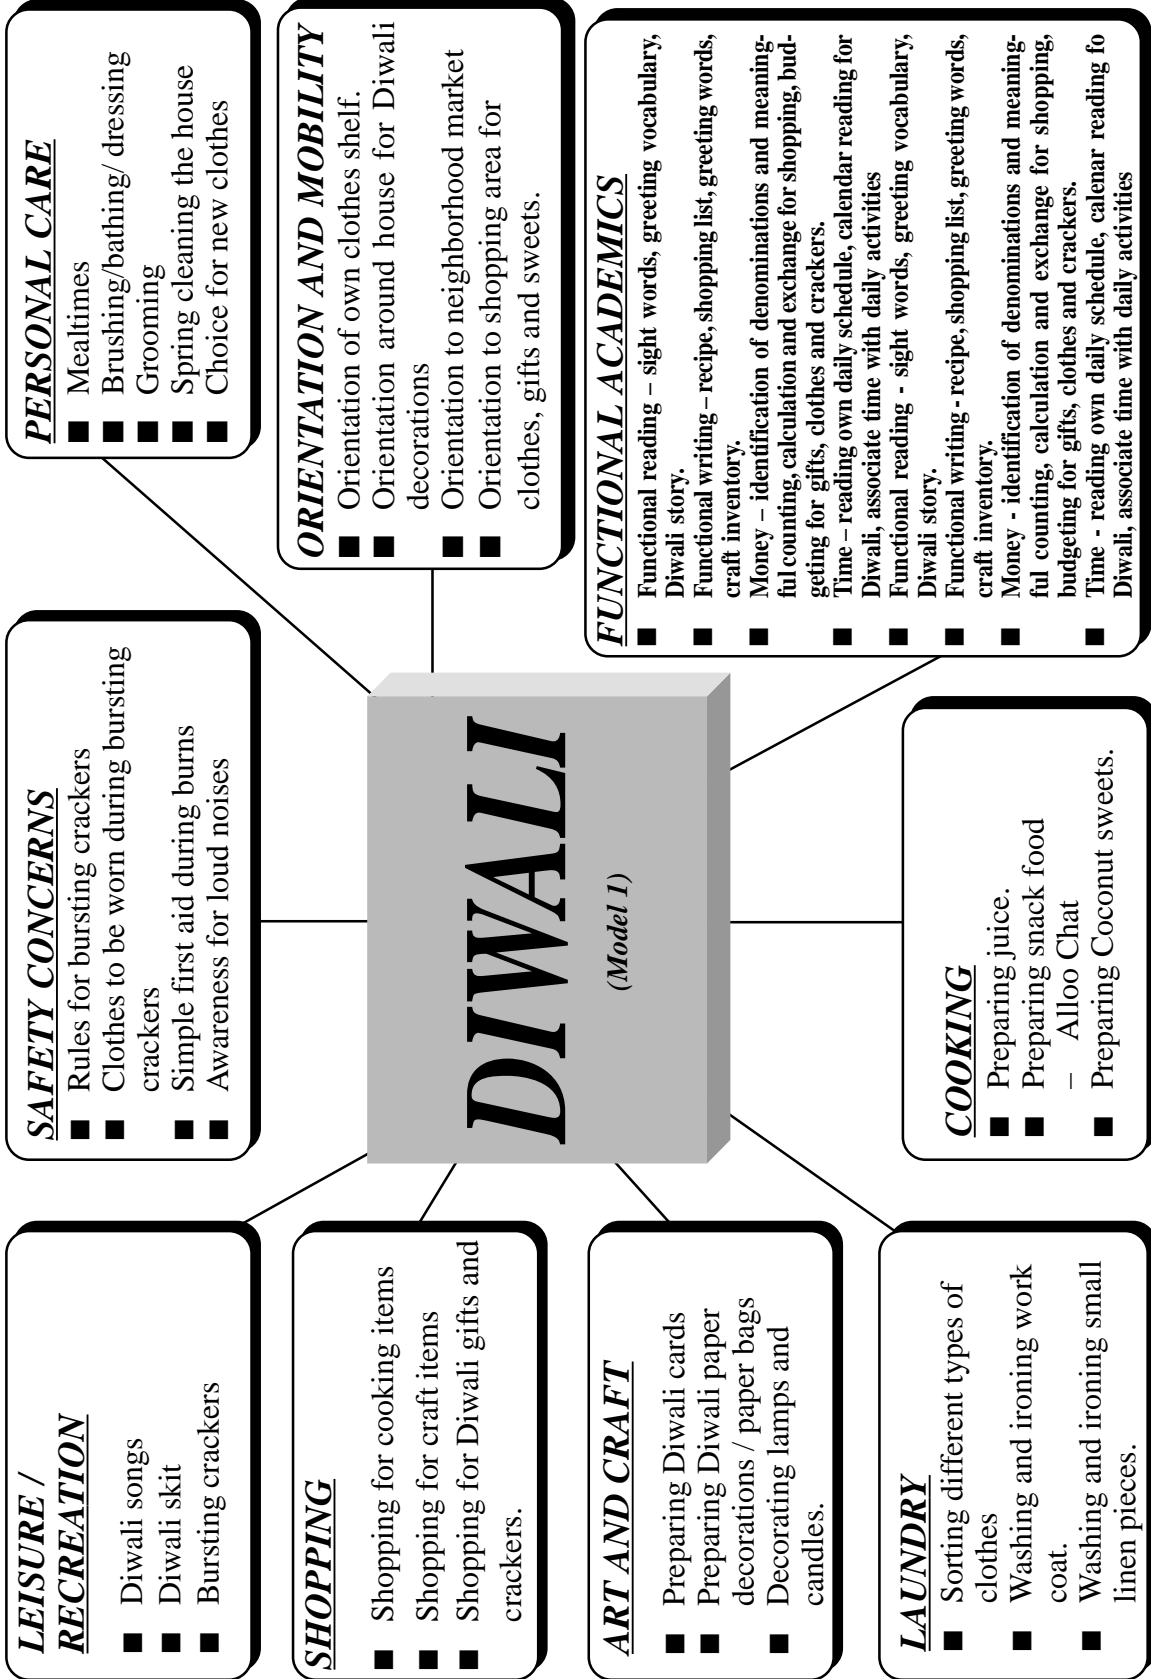 LEISURE /
RECREATION
■ Diwali songs
■ Diwali skit
■ Bursting crackers
SAFETY CONCERNS
■ Rules for bursting crackers
■ Clothes to be worn during bursting
crackers
■ Simple first aid during burns
■ Awareness for loud noises
PERSONAL CARE
■ Mealtimes
■ Brushing/bathing/ dressing
■ Grooming
■ Spring cleaning the house
■ Choice for new clothes
SHOPPING
■ Shopping for cooking items
■ Shopping for craft items
■ Shopping for Diwali gifts and
crackers.
DIWALI
(Model 1)
ORIENTATION AND MOBILITY
■ Orientation of own clothes shelf.
■ Orientation around house for Diwali
decorations
■ Orientation to neighborhood market
■ Orientation to shopping area for
clothes, gifts and sweets.
ART AND CRAFT
■ Preparing Diwali cards
■ Preparing Diwali paper
decorations / paper bags
■ Decorating lamps and
candles.
FUNCTIONAL ACADEMICS
■ Functional reading – sight words, greeting vocabulary,
Diwali story.
■ Functional writing – recipe, shopping list, greeting words,
craft inventory.
■ Money – identification of denominations and meaning-
ful counting, calculation and exchange for shopping, bud-
geting for gifts, clothes and crackers.
■ Time – reading own daily schedule, calendar reading for
Diwali, associate time with daily activities
■ Functional reading - sight words, greeting vocabulary,
Diwali story.
■ Functional writing - recipe, shopping list, greeting words,
craft inventory.
■ Money - identification of denominations and meaning-
ful counting, calculation and exchange for shopping,
budgeting for gifts, clothes and crackers.
■ Time - reading own daily schedule, calenar reading fo
Diwali, associate time with daily activities
LAUNDRY
■ Sorting different types of
clothes
■ Washing and ironing work
coat.
■ Washing and ironing small
linen pieces.
COOKING
■ Preparing juice.
■ Preparing snack food
– Alloo Chat
■ Preparing Coconut sweets.